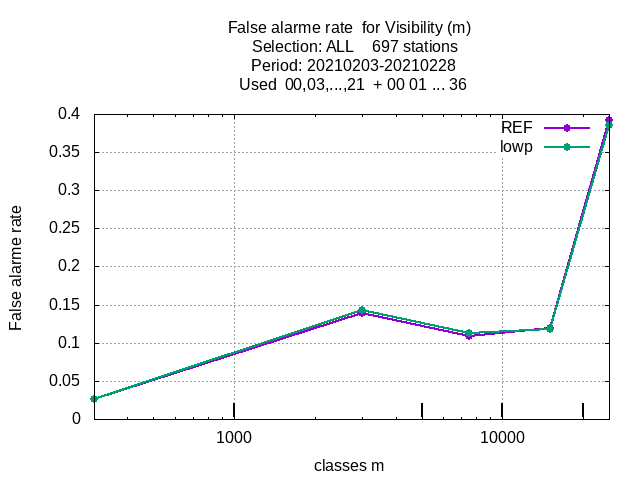 False alarme rate  for Visibility (m)
Selection: ALL    697 stations
Period: 20210203-20210228
Used  00,03,...,21  + 00 01 ... 36
0.4
0.35
0.3
0.25
0.2
0.15
0.1
0.05
0
False alarme rate
REF
lowp
1000
10000
classes m